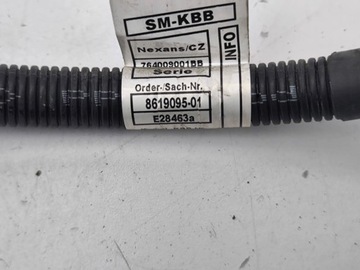 SM-KBB
Nexans/CZ
764009001BB
Serie
Order-/Sach-Nr.
8619095-01
E28463a
INFO